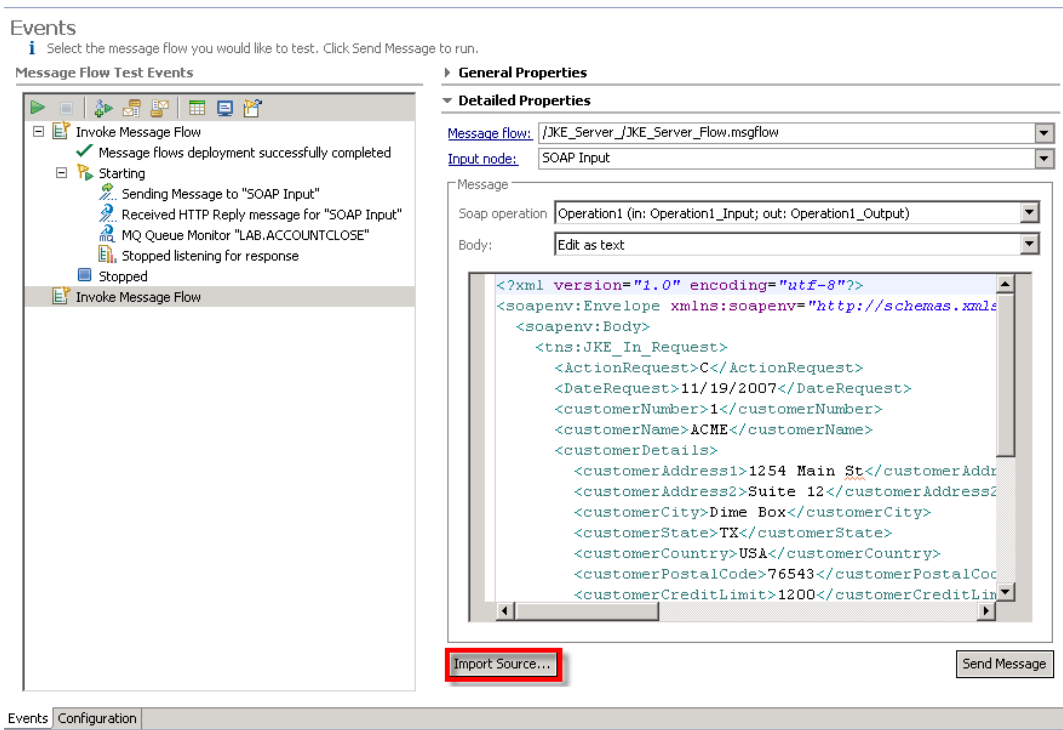 Events
i Select the message flow you would like to test. Click Send Message to run.
Message Flow Test Events
Invoke Message Flow
Message flows deployment successfully completed
Starting
Sending Message to "SOAP Input"
Received HTTP Reply message for "SOAP Input"
MQ Queue Monitor "LAB.ACCOUNTCLOSE"
Stopped listening for response
Stopped
Invoke Message Flow
General Properties
Detailed Properties
Message flow: /JKE_Server_/JKE_Server_Flow.msgflow
Input node: SOAP Input
Message
Soap operation Operation1 (in: Operation1_Input; out: Operation1_Output)
Body: Edit as text
<?xml version="1.0" encoding="utf-8"?>
<soapenv:Envelope xmlns:soapenv="http://schemas.xmls
<soapenv:Body>
<tns:JKE_In_Request>
<ActionRequest>C</ActionRequest>
<DateRequest>11/19/2007</DateRequest>
<customerNumber>1</customerNumber>
<customerName>ACME</customerName>
<customerDetails>
<customerAddress1>1254 Main St</customerAddr
<customerAddress2>Suite 12</customerAddress2
<customerCity>Dime Box</customerCity>
<customerState>TX</customerState>
<customerCountry>USA</customerCountry>
<customerPostalCode>76543</customerPostalCod
<customerCreditLimit>1200</customerCreditLim
Import Source...
Send Message
Events Configuration